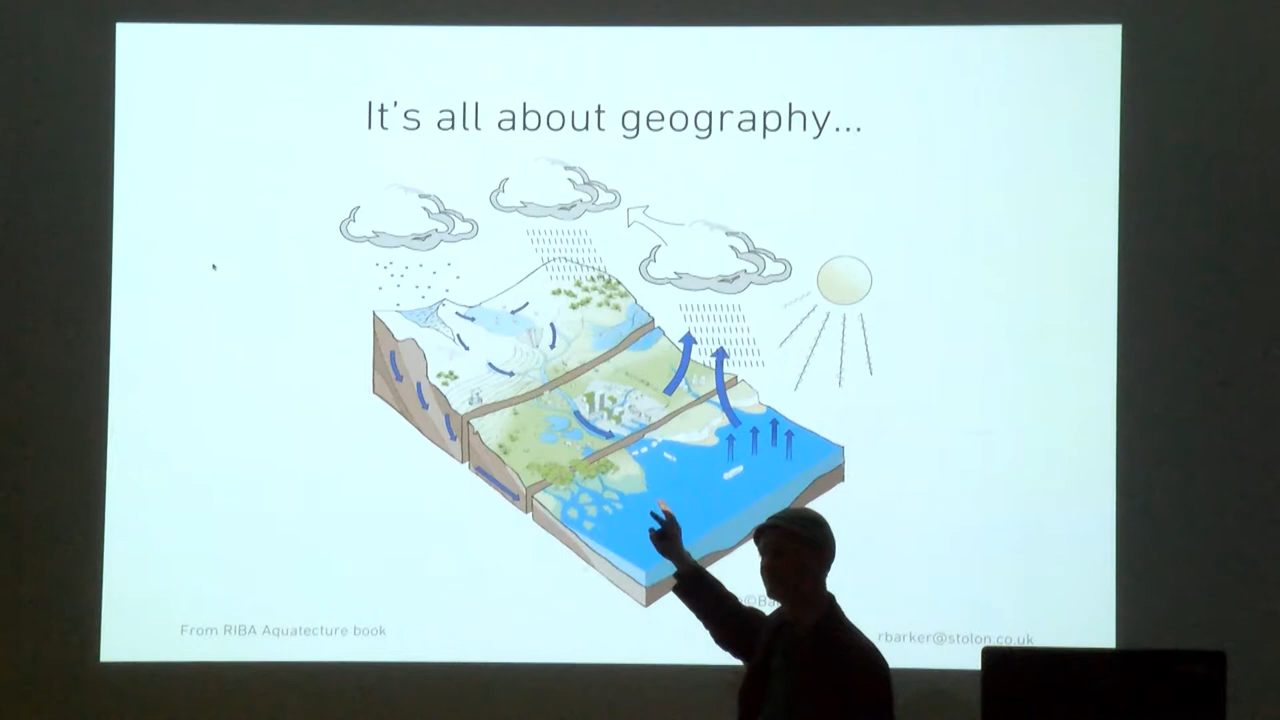 It's all about geography...
From RIBA Aquatecture book
rbarker@stolon.co.uk